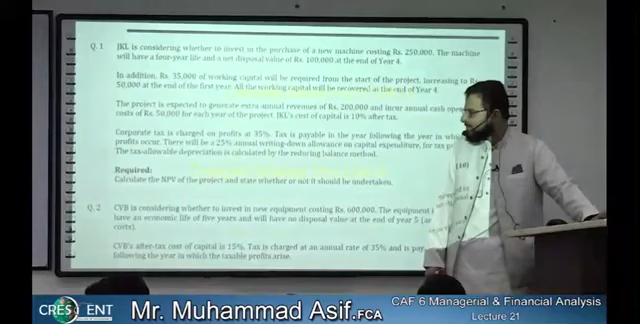 Q. 1 JKL is considering whether to invest in the purchase of a new machine costing Rs. 250,000. The machine
will have a four-year life and a net disposal value of Rs. 100,000 at the end of Year 4.
In addition, Rs. 35,000 of working capital will be required from the start of the project, increasing to Rs
50,000 at the end of the first year. All the working capital will be recovered at the end of Year 4.
The project is expected to generate extra annual revenues of Rs. 200,000 and incur annual cash ope
costs of Rs. 50,000 for each year of the project. JKL's cost of capital is 10% after tax.
Corporate tax is charged on profits at 35%. Tax is payable in the year following the year in wh
profits occur. There will be a 25% annual writing-down allowance on capital expenditure, for tax p
The tax-allowable depreciation is calculated by the reducing balance method.
(10)
Required:
Calculate the NPV of the project and state whether or not it should be undertaken.
Q. 2 CVB is considering whether to invest in new equipment costing Rs. 600,000. The equipment
have an economic life of five years and will have no disposal value at the end of year 5 (
costs).
CVB's after-tax cost of capital is 15%. Tax is charged at an annual rate of 35% and is pay
following the year in which the taxable profits arise.
CRESCENT
Mr. Muhammad Asif.FCA
CAF 6 Managerial & Financial Analysis
Lecture 21